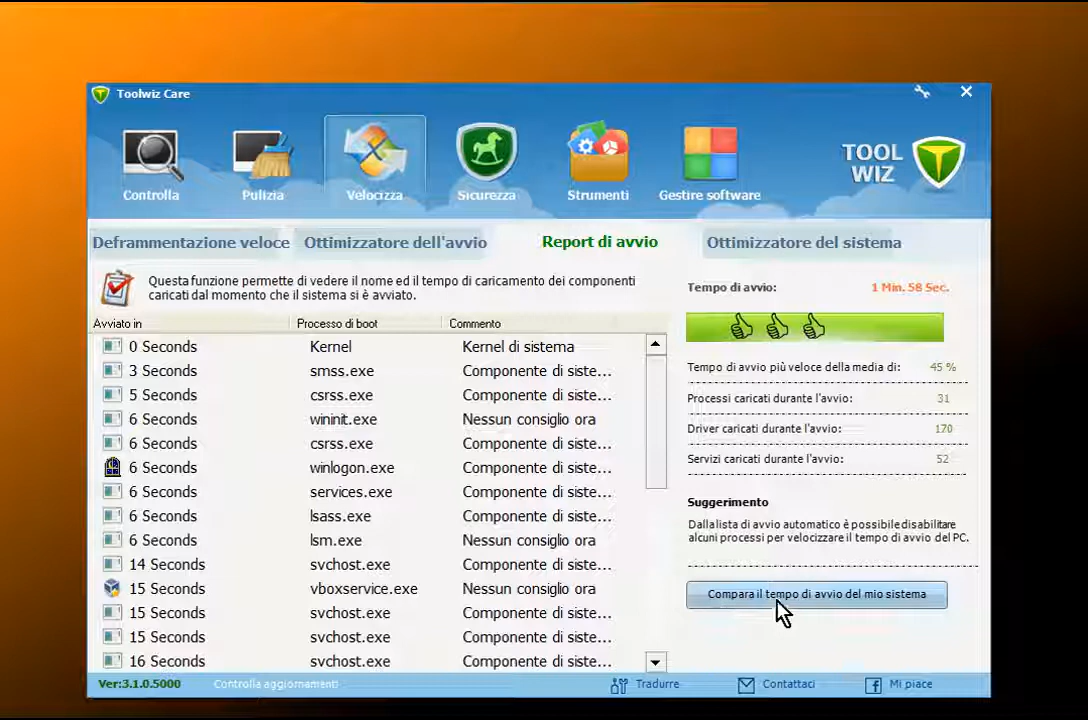 Toolwiz Care
Controlla
Pulizia
Velocizza
Sicurezza
Strumenti
Gestire software
TOOL
WIZ
Deframmentazione veloce
Ottimizzatore dell'avvio
Report di avvio
Ottimizzatore del sistema
Questa funzione permette di vedere il nome ed il tempo di caricamento dei componenti
caricati dal momento che il sistema si è avviato.
Avviato in Processo di boot Commento
0 Seconds Kernel Kernel di sistema
3 Seconds smss.exe Componente di siste...
5 Seconds csrss.exe Componente di siste...
6 Seconds wininit.exe Nessun consiglio ora
6 Seconds csrss.exe Componente di siste...
6 Seconds winlogon.exe Componente di siste...
6 Seconds services.exe Componente di siste...
6 Seconds lsass.exe Componente di siste...
6 Seconds lsm.exe Nessun consiglio ora
14 Seconds svchost.exe Componente di siste...
15 Seconds vboxservice.exe Nessun consiglio ora
15 Seconds svchost.exe Componente di siste...
15 Seconds svchost.exe Componente di siste...
16 Seconds svchost.exe Componente di siste...
Tempo di avvio: 1 Min. 58 Sec.
Tempo di avvio più veloce della media di: 45 %
Processi caricati durante l'avvio: 31
Driver caricati durante l'avvio: 170
Servizi caricati durante l'avvio: 52
Suggerimento
Dalla lista di avvio automatico è possibile disabilitare
alcuni processi per velocizzare il tempo di avvio del PC.
Compara il tempo di avvio del mio sistema
Ver:3.1.0.5000
Controlla aggiornamenti
Tradurre
Contattaci
Mi piace